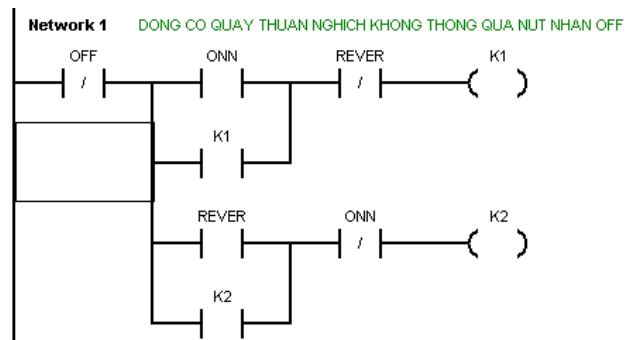 Network 1 DONG CO QUAY THUAN NGHICH KHONG THONG QUA NUT NHAN OFF
OFF ONN REVER K1
/ /
K1
REVER ONN K2
/
K2